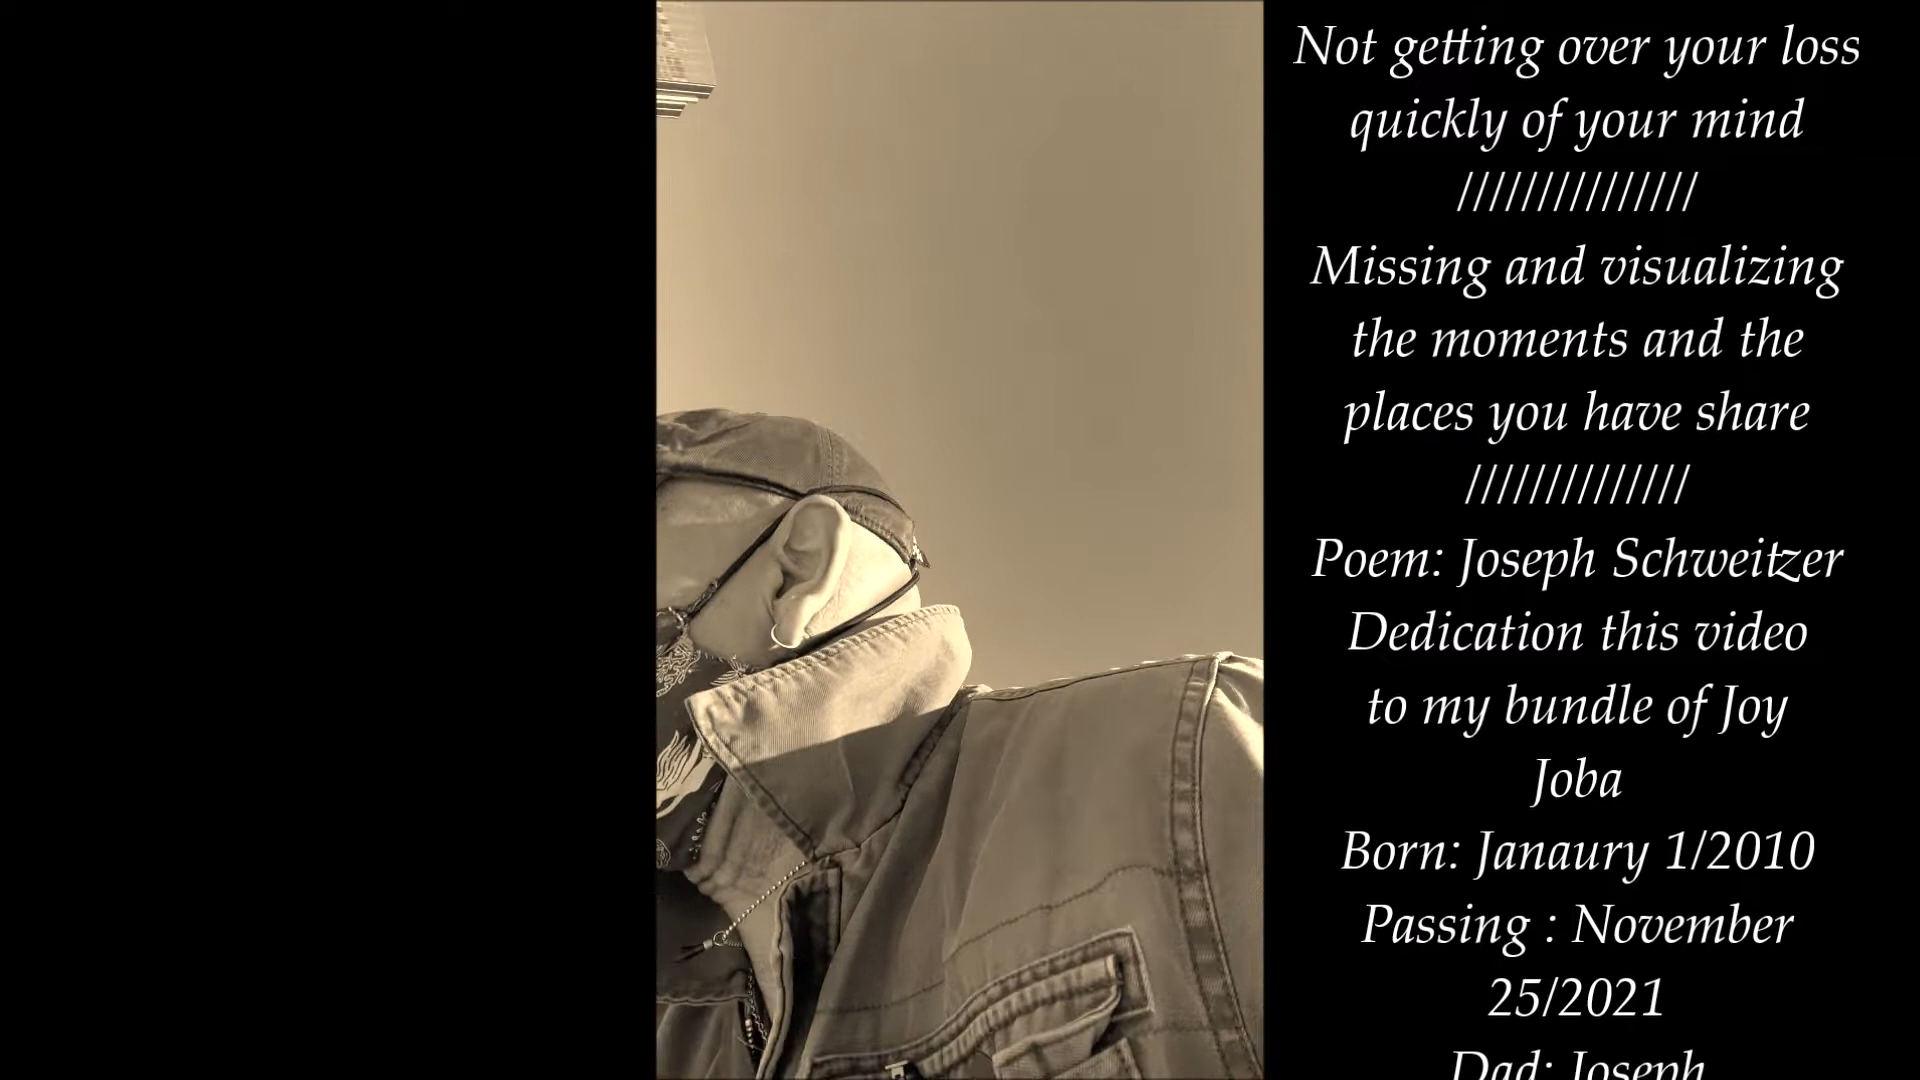 Not getting over your loss
quickly of your mind
///////////////
Missing and visualizing
the moments and the
places you have share
//////////////
Poem: Joseph Schweitzer
Dedication this video
to my bundle of Joy
Joba
Born: Janaury 1/2010
Passing : November
25/2021
Dad: Joseph